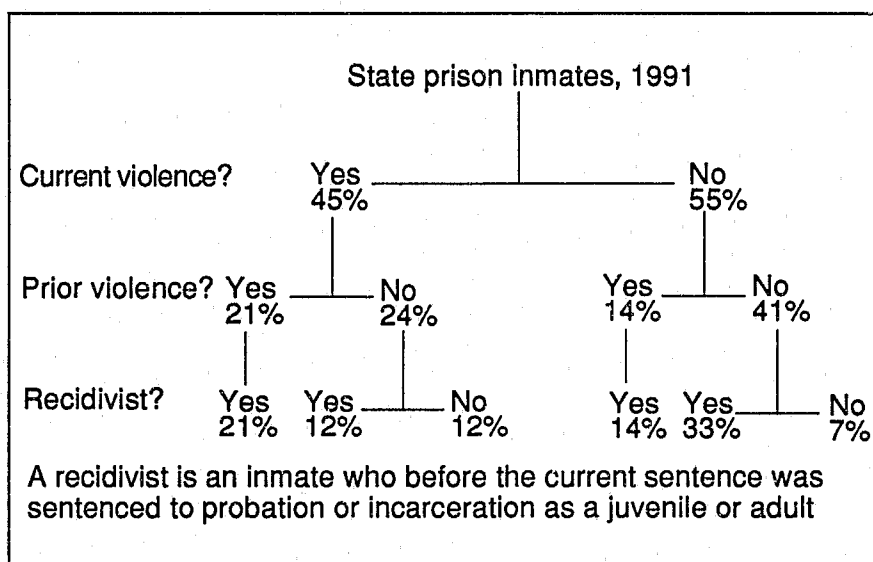 State prison inmates, 1991
Current violence? Yes No
45% 55%
Prior violence? Yes No Yes No
21% 24% 14% 41%
Recidivist? Yes Yes No Yes Yes No
21% 12% 12% 14% 33% 7%
A recidivist is an inmate who before the current sentence was
sentenced to probation or incarceration as a juvenile or adult